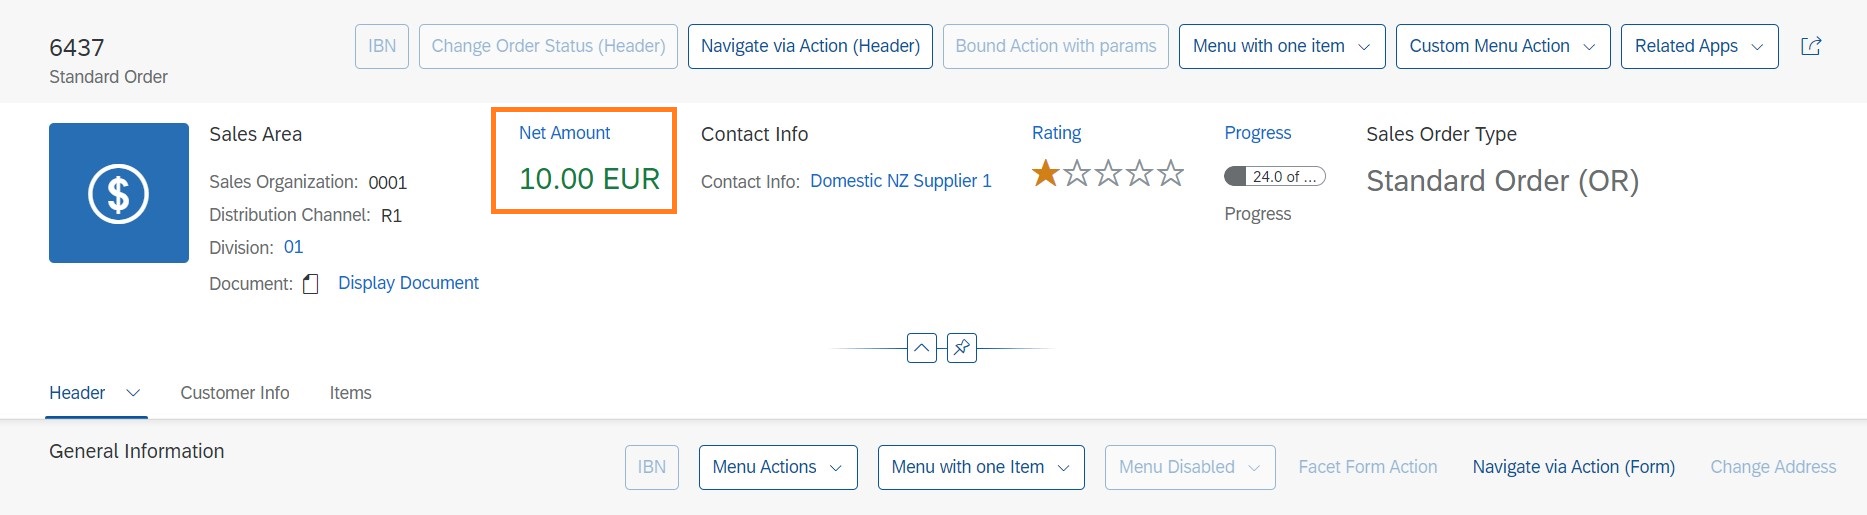 6437
Standard Order
IBN
Change Order Status (Header)
Navigate via Action (Header)
Bound Action with params
Menu with one item
Custom Menu Action
Related Apps
$
Sales Area
Sales Organization: 0001
Distribution Channel: R1
Division: 01
Document: Display Document
Net Amount
10.00 EUR
Contact Info
Contact Info: Domestic NZ Supplier 1
Rating
Progress
24.0 of ...
Progress
Sales Order Type
Standard Order (OR)
Header
Customer Info
Items
General Information
IBN
Menu Actions
Menu with one Item
Menu Disabled
Facet Form Action
Navigate via Action (Form)
Change Address